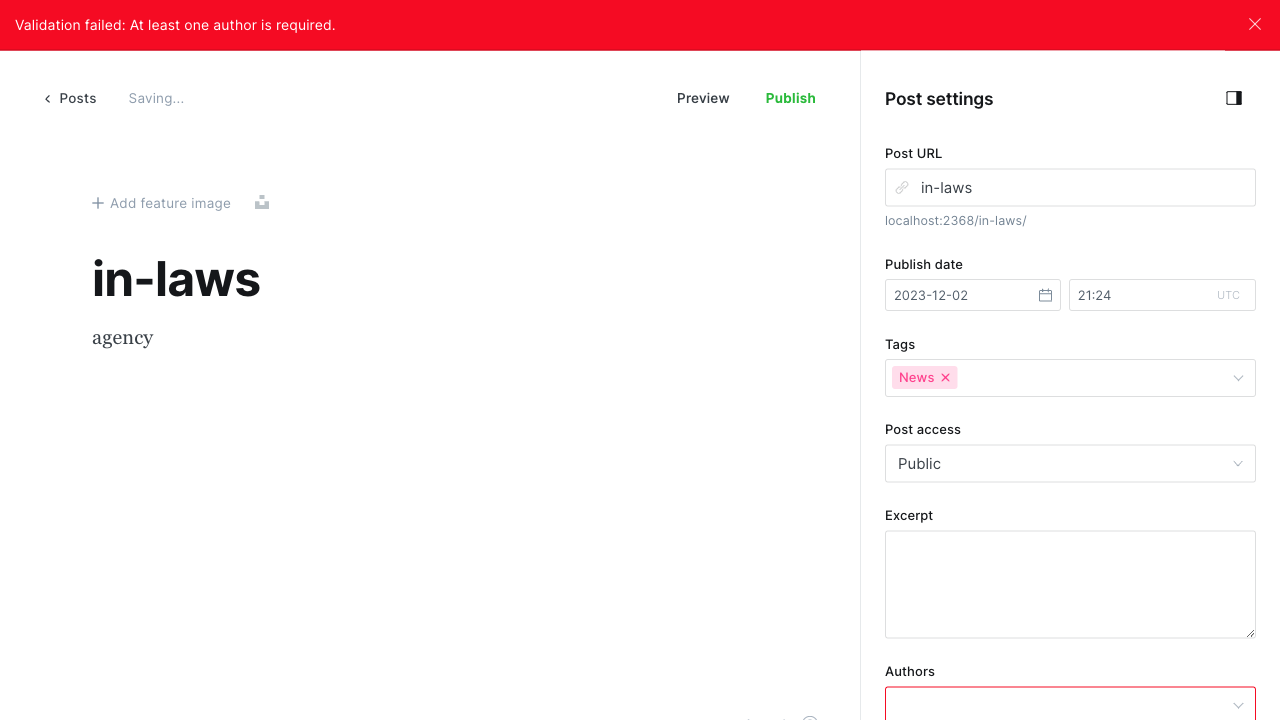 Validation failed: At least one author is required.
Posts
Saving...
Preview
Publish
Post settings
Add feature image
in-laws
agency
Post URL
in-laws
localhost:2368/in-laws/
Publish date
2023-12-02
21:24
UTC
Tags
News
Post access
Public
Excerpt
Authors